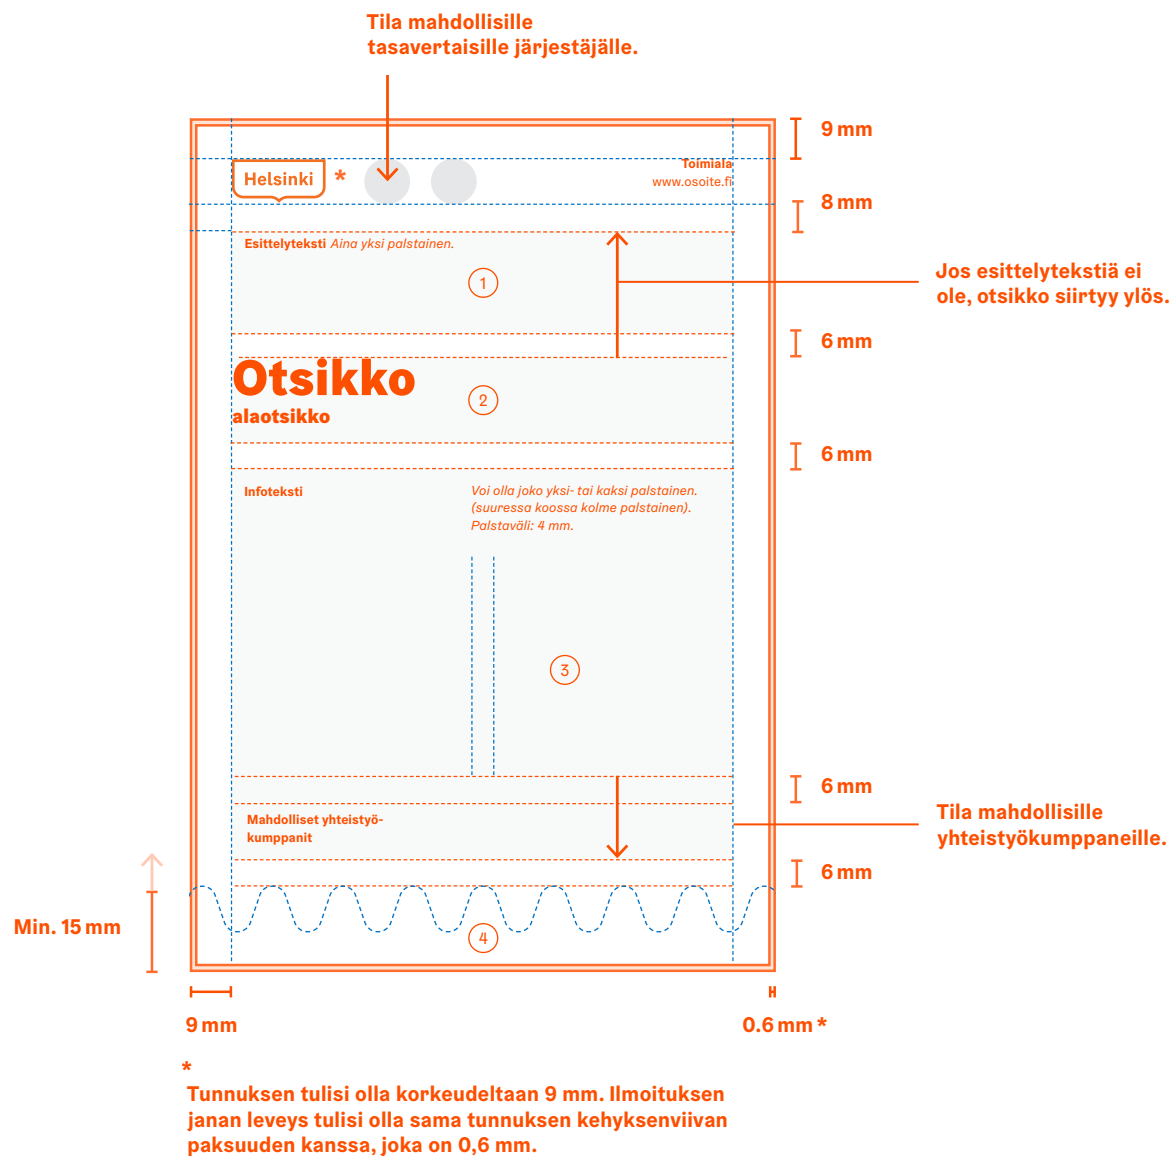 Tila mahdollisille
tasavertaisille järjestäjälle.
9 mm
Helsinki *
Toimiala
www.osoite.fi
8 mm
Esittelyteksti Aina yksi palstainen.
1
Jos esittelytekstiä ei
ole, otsikko siirtyy ylös.
6 mm
Otsikko
alaotsikko
2
6 mm
Infoteksti
Voi olla joko yksi- tai kaksi palstainen.
(suuressa koossa kolme palstainen).
Palstaväli: 4 mm.
3
6 mm
Mahdolliset yhteistyö-
kumppanit
Tila mahdollisille
yhteistyökumppaneille.
6 mm
Min. 15 mm
4
9 mm
0.6 mm *
*
Tunnuksen tulisi olla korkeudeltaan 9 mm. Ilmoituksen
janan leveys tulisi olla sama tunnuksen kehyksenviivan
paksuuden kanssa, joka on 0,6 mm.